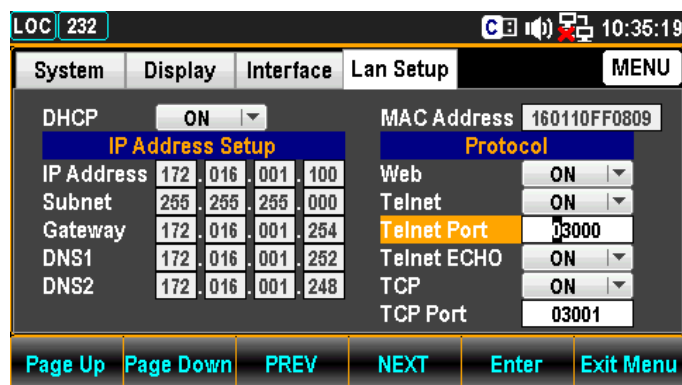 LOC 232 C 10:35:19
System Display Interface Lan Setup MENU
DHCP ON
IP Address Setup
IP Address 172 . 016 . 001 . 100
Subnet 255 . 255 . 255 . 000
Gateway 172 . 016 . 001 . 254
DNS1 172 . 016 . 001 . 252
DNS2 172 . 016 . 001 . 248
MAC Address 160110FF0809
Protocol
Web ON
Telnet ON
Telnet Port 03000
Telnet ECHO ON
TCP ON
TCP Port 03001
Page Up Page Down PREV NEXT Enter Exit Menu